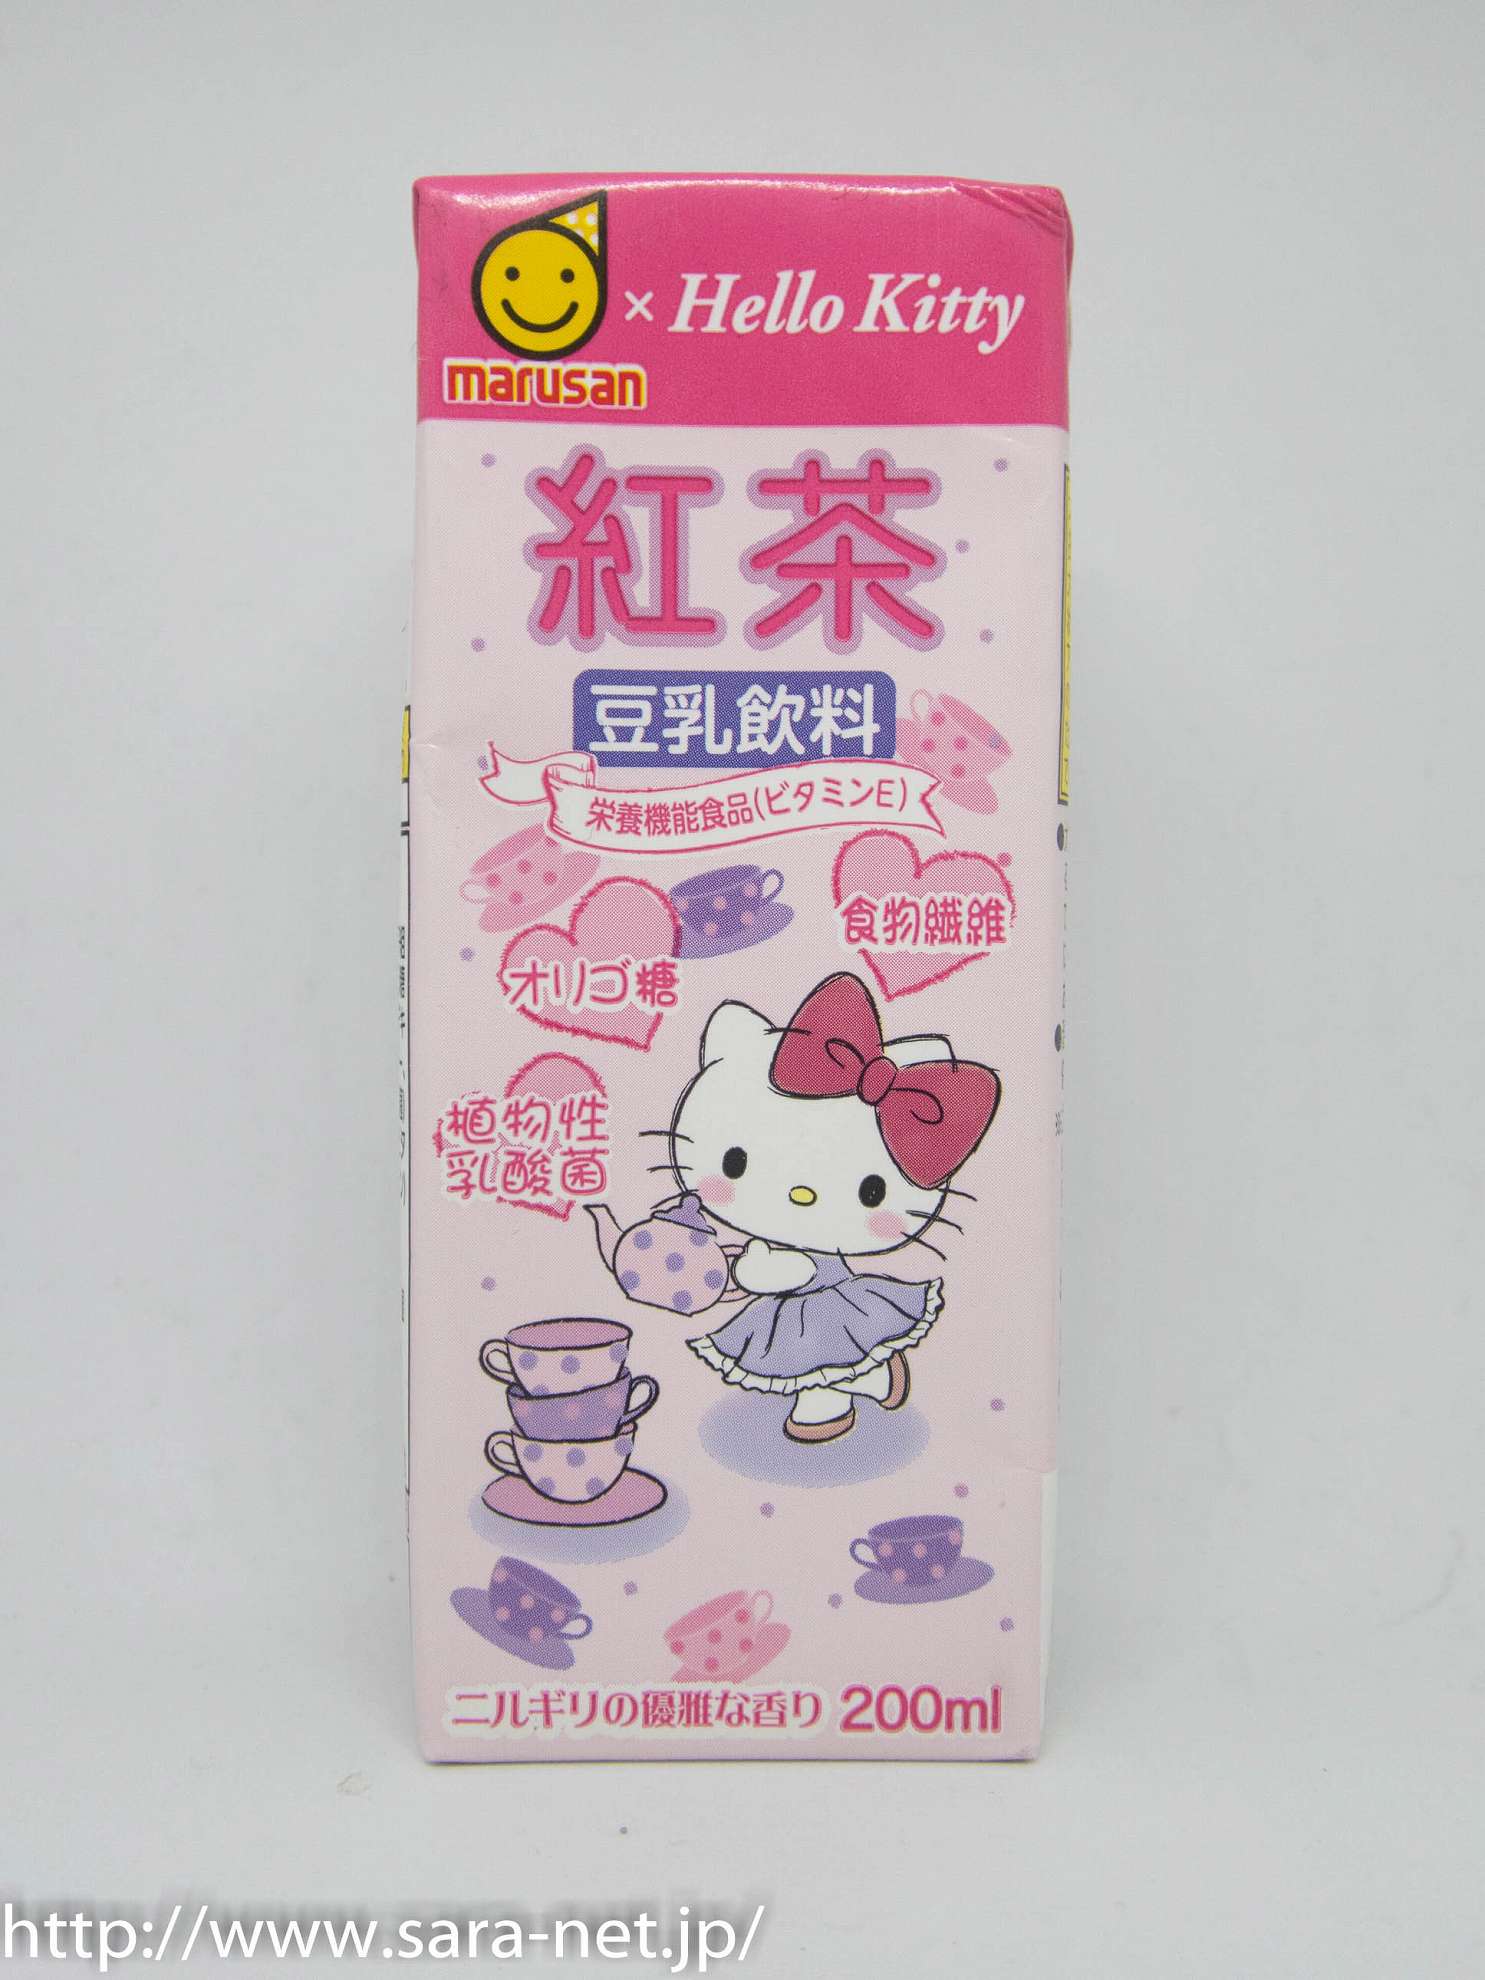 × Hello Kitty
marusan
紅茶
豆乳飲料
栄養機能食品(ビタミンE)
食物繊維
オリゴ糖
植物性
乳酸菌
ニルギリの優雅な香り 200ml
http://www.sara-net.jp/